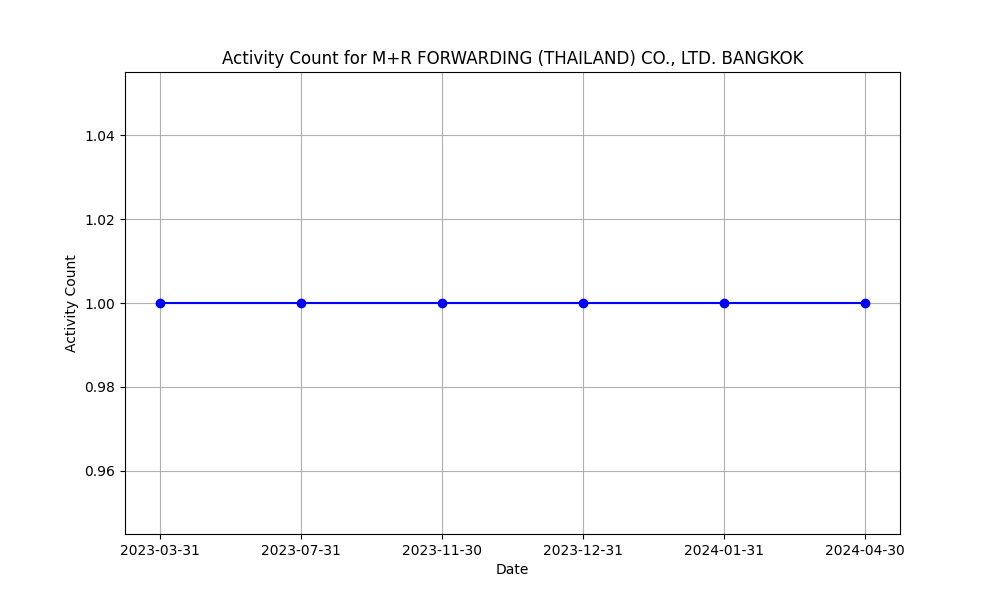 Activity Count for M+R FORWARDING (THAILAND) CO., LTD. BANGKOK
1.04
1.02
1.00
0.98
0.96
Activity Count
2023-03-31 2023-07-31 2023-11-30 2023-12-31 2024-01-31 2024-04-30
Date